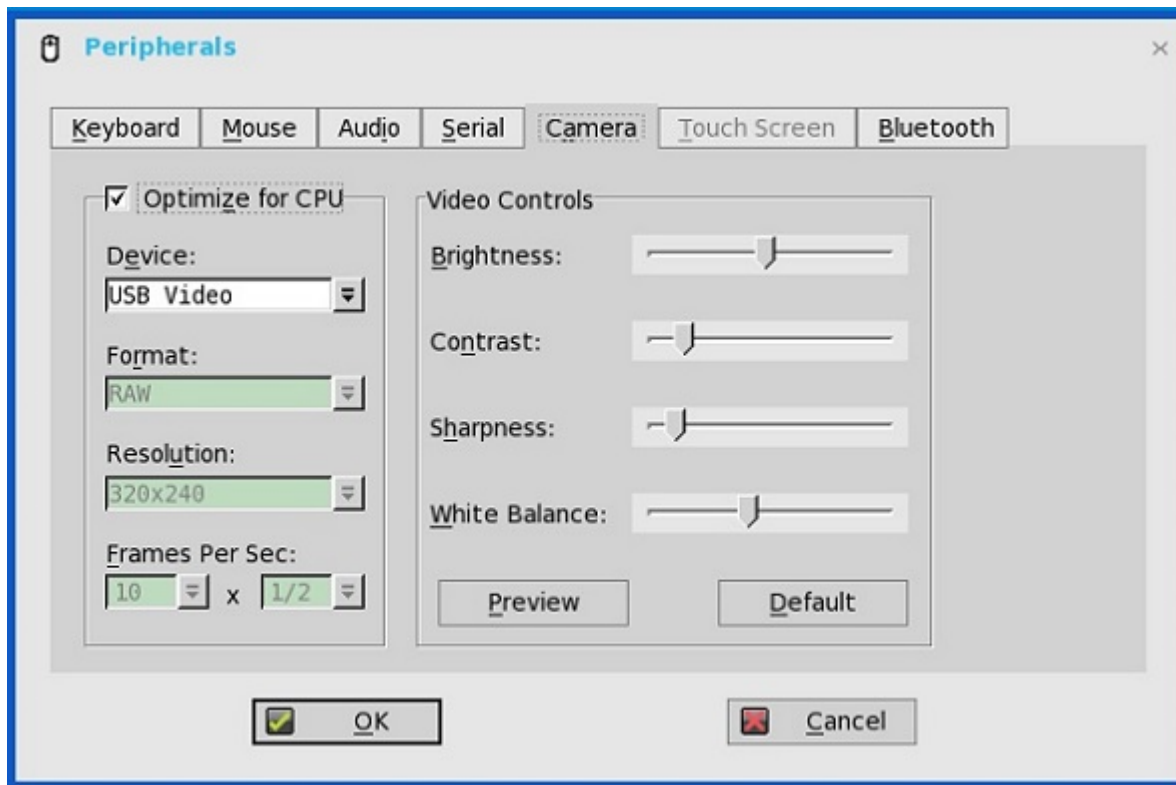 Peripherals
Keyboard Mouse Audio Serial Camera Touch Screen Bluetooth
Optimize for CPU
Device:
USB Video
Format:
RAW
Resolution:
320x240
Frames Per Sec:
10 x 1/2
Video Controls
Brightness:
Contrast:
Sharpness:
White Balance:
Preview Default
OK Cancel